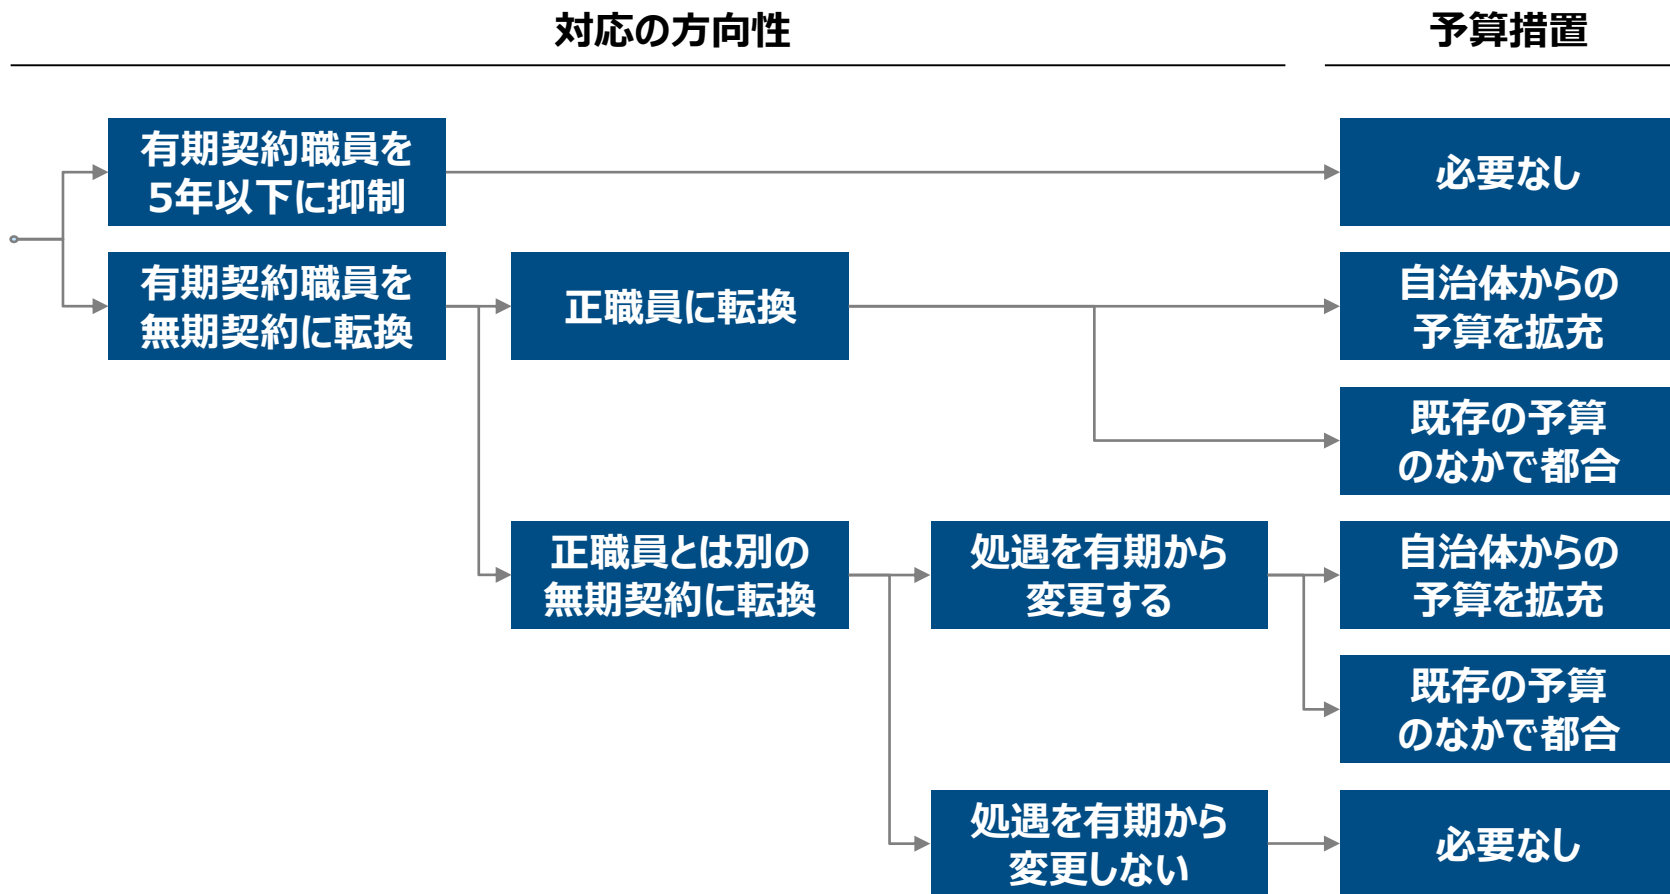 対応の方向性
予算措置
有期契約職員を
5年以下に抑制
必要なし
有期契約職員を
無期契約に転換
正職員に転換
自治体からの
予算を拡充
既存の予算
のなかで都合
正職員とは別の
無期契約に転換
処遇を有期から
変更する
自治体からの
予算を拡充
既存の予算
のなかで都合
処遇を有期から
変更しない
必要なし